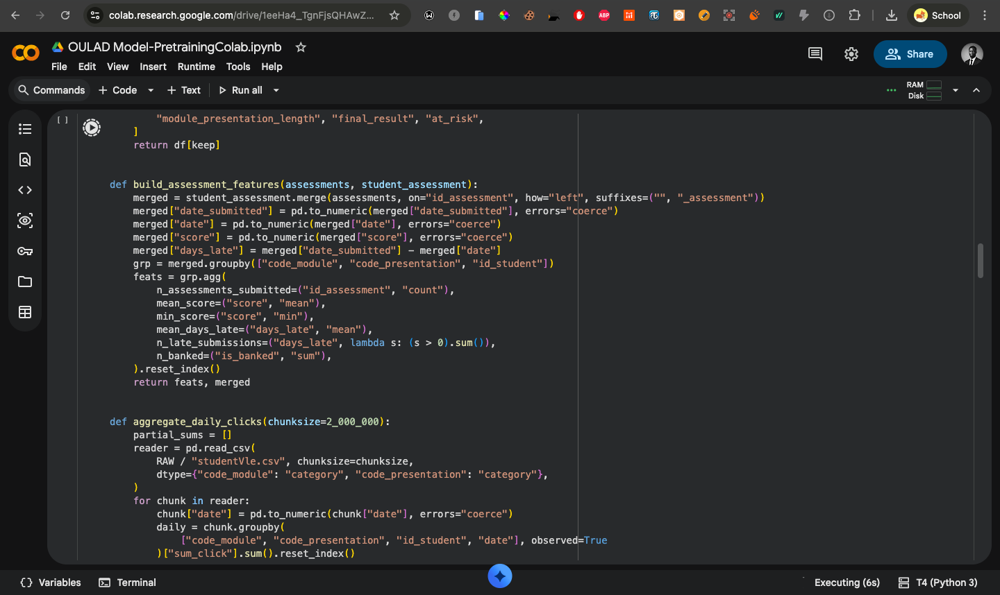 colab.research.google.com/drive/1eeHa4_TgnFjsQHAwZ...
School
OULAD Model-PretrainingColab.ipynb
File Edit View Insert Runtime Tools Help
Share
Commands + Code + Text Run all
RAM
Disk
[ ]
"module_presentation_length", "final_result", "at_risk",
]
return df[keep]
def build_assessment_features(assessments, student_assessment):
merged = student_assessment.merge(assessments, on="id_assessment", how="left", suffixes=("", "_assessment"))
merged["date_submitted"] = pd.to_numeric(merged["date_submitted"], errors="coerce")
merged["date"] = pd.to_numeric(merged["date"], errors="coerce")
merged["score"] = pd.to_numeric(merged["score"], errors="coerce")
merged["days_late"] = merged["date_submitted"] - merged["date"]
grp = merged.groupby(["code_module", "code_presentation", "id_student"])
feats = grp.agg(
n_assessments_submitted=("id_assessment", "count"),
mean_score=("score", "mean"),
min_score=("score", "min"),
mean_days_late=("days_late", "mean"),
n_late_submissions=("days_late", lambda s: (s > 0).sum()),
n_banked=("is_banked", "sum"),
).reset_index()
return feats, merged
def aggregate_daily_clicks(chunksize=2_000_000):
partial_sums = []
reader = pd.read_csv(
RAW / "studentVle.csv", chunksize=chunksize,
dtype={"code_module": "category", "code_presentation": "category"},
)
for chunk in reader:
chunk["date"] = pd.to_numeric(chunk["date"], errors="coerce")
daily = chunk.groupby(
["code_module", "code_presentation", "id_student", "date"], observed=True
)["sum_click"].sum().reset_index()
{} Variables Terminal
Executing (6s) T4 (Python 3)